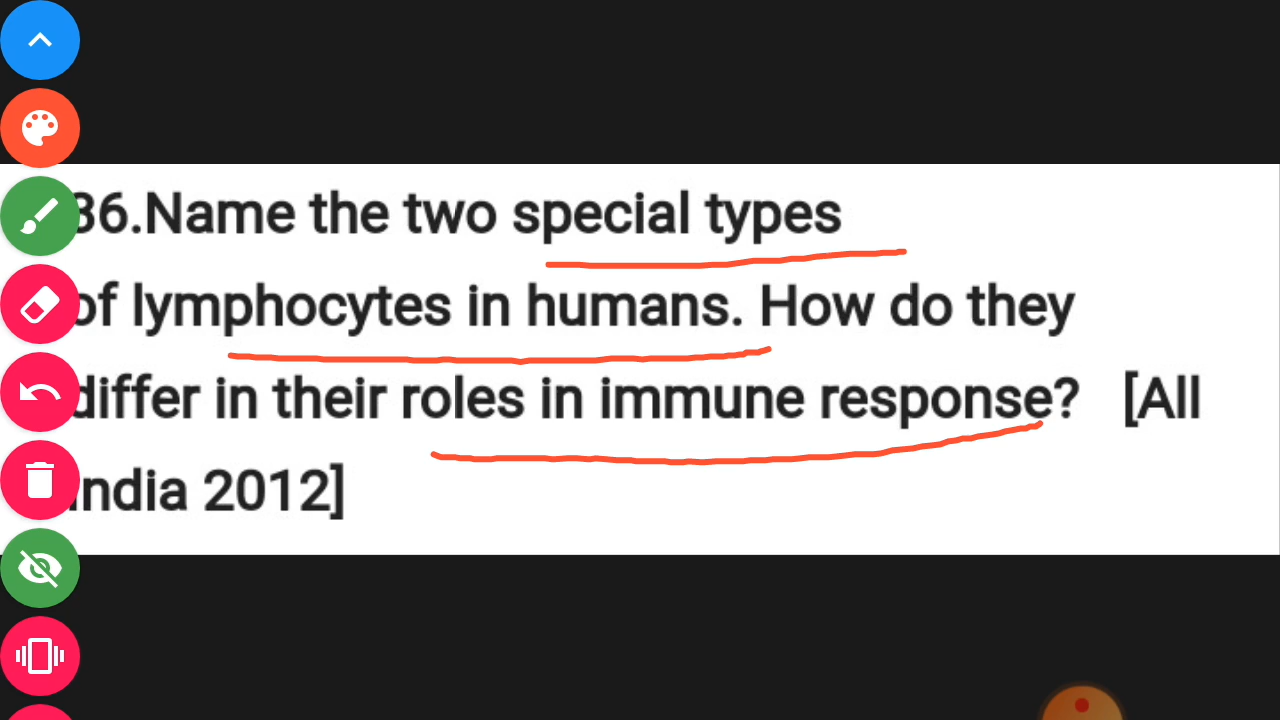 36.Name the two special types
of lymphocytes in humans. How do they
differ in their roles in immune response? [All
India 2012]